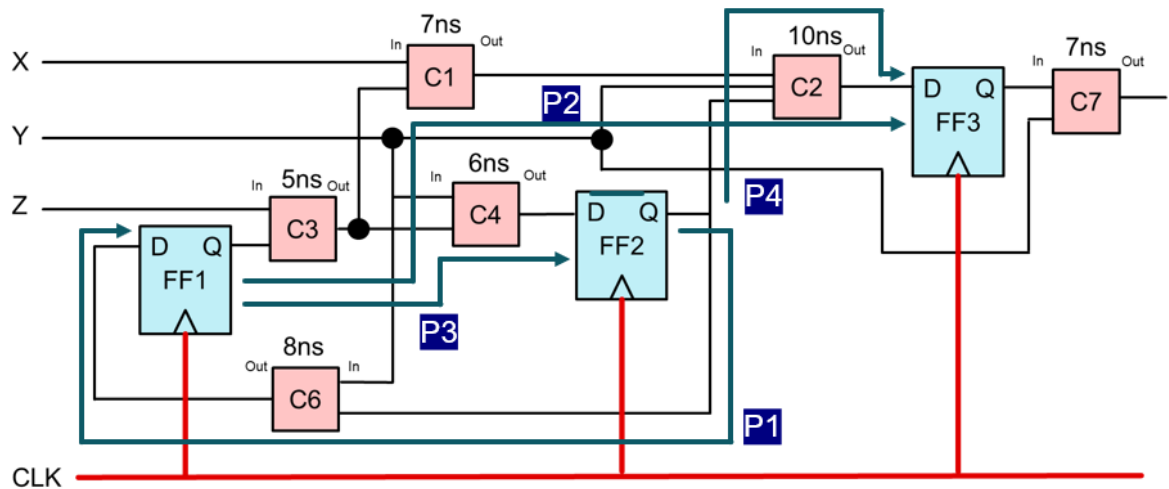 7ns
In
Out
X
C1
10ns
In
Out
C2
7ns
In
Out
C7
D
Q
FF3
P2
Y
6ns
In
Out
C4
P4
5ns
In
Out
Z
C3
D
Q
FF2
D
Q
FF1
P3
8ns
Out
In
C6
P1
CLK